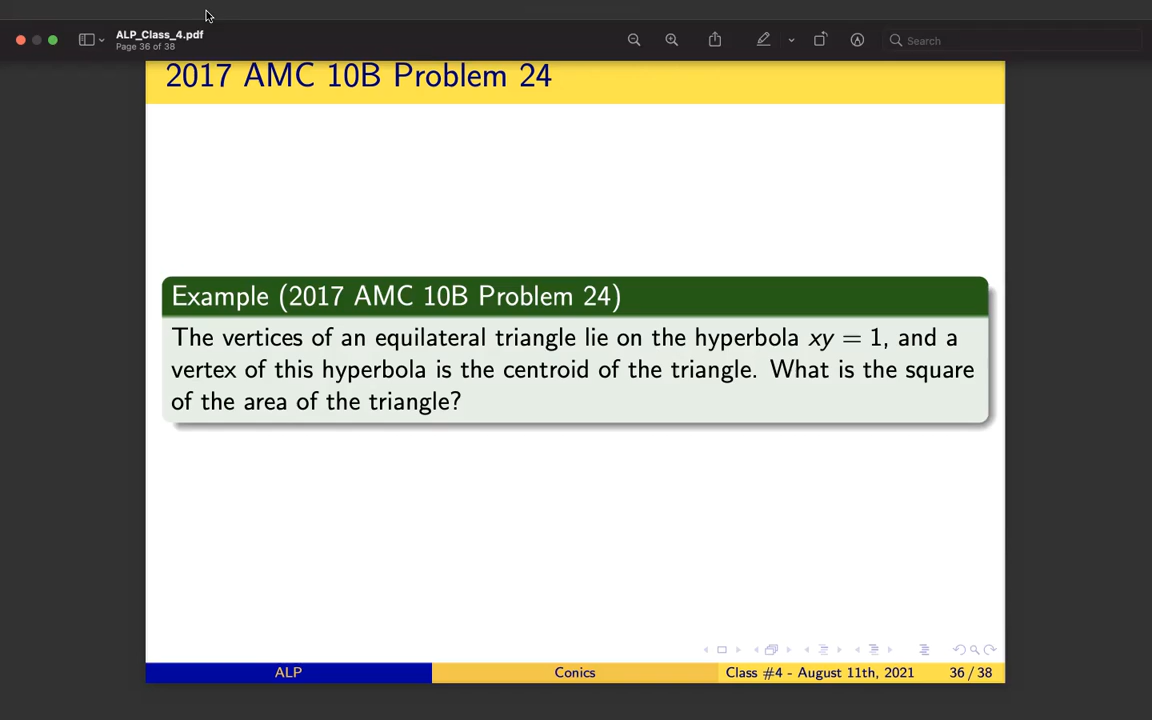 ALP_Class_4.pdf
Page 36 of 38
Search
2017 AMC 10B Problem 24
Example (2017 AMC 10B Problem 24)
The vertices of an equilateral triangle lie on the hyperbola xy = 1, and a
vertex of this hyperbola is the centroid of the triangle. What is the square
of the area of the triangle?
ALP Conics Class #4 - August 11th, 2021 36 / 38